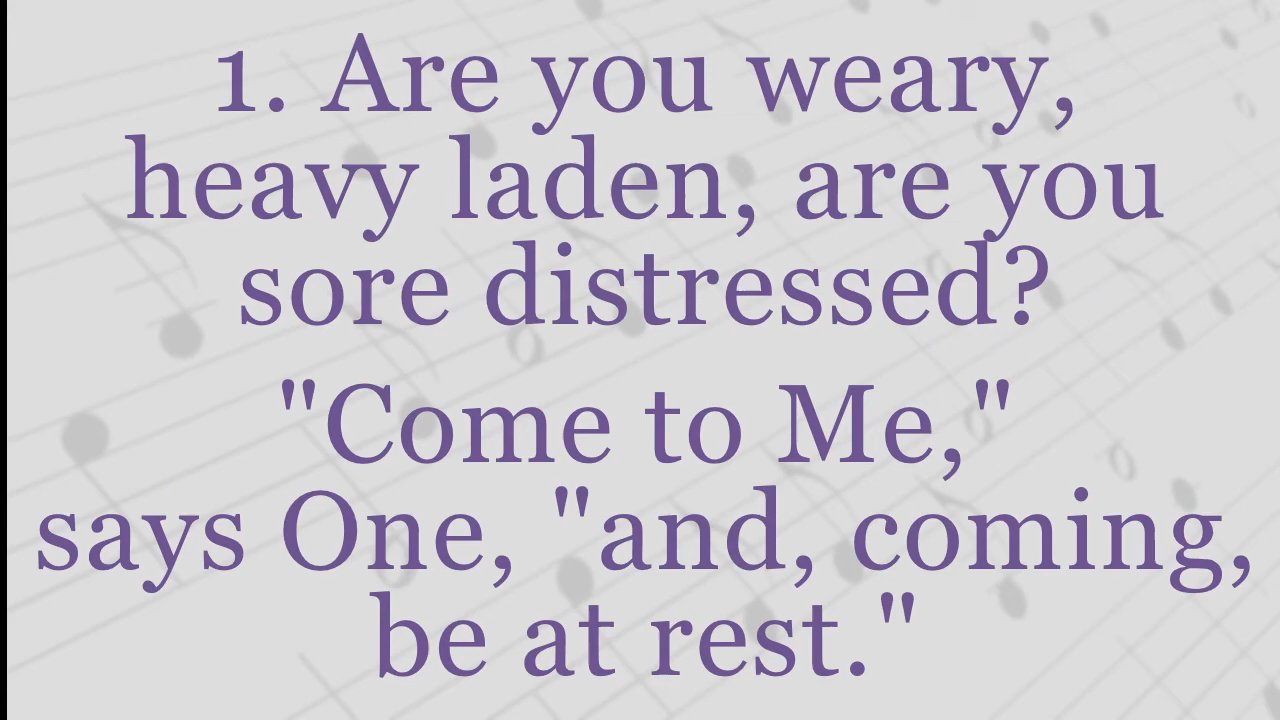 1. Are you weary,
heavy laden, are you
sore distressed?
"Come to Me,"
says One, "and, coming,
be at rest."